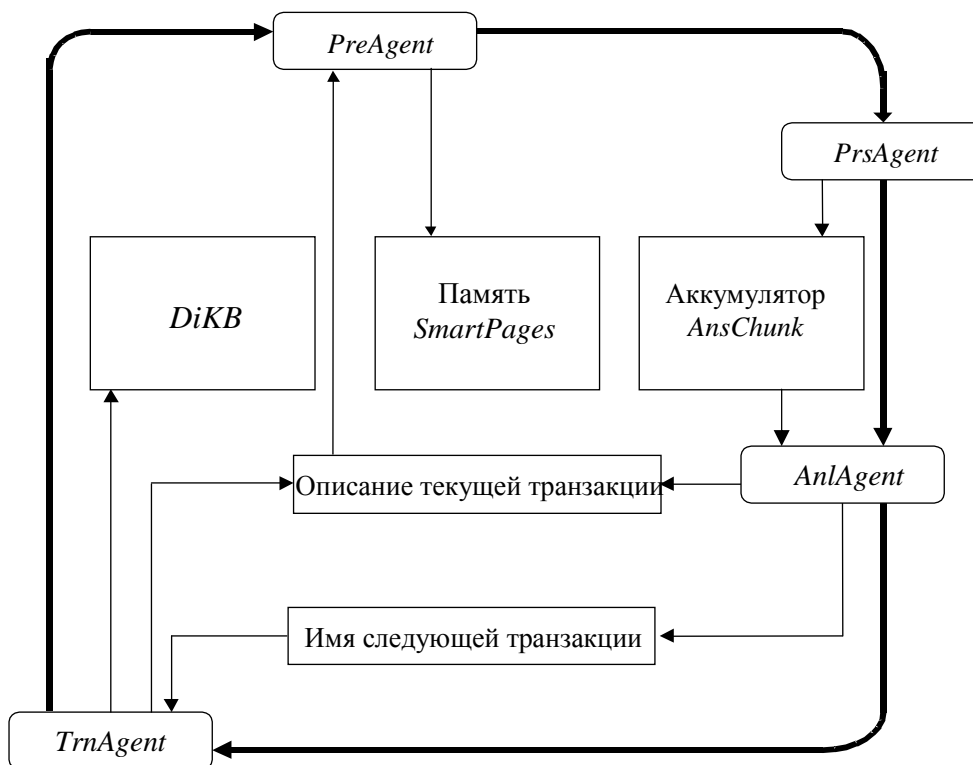 PreAgent
PrsAgent
DiKB
Память
SmartPages
Аккумулятор
AnsChunk
Описание текущей транзакции
AnlAgent
Имя следующей транзакции
TrnAgent